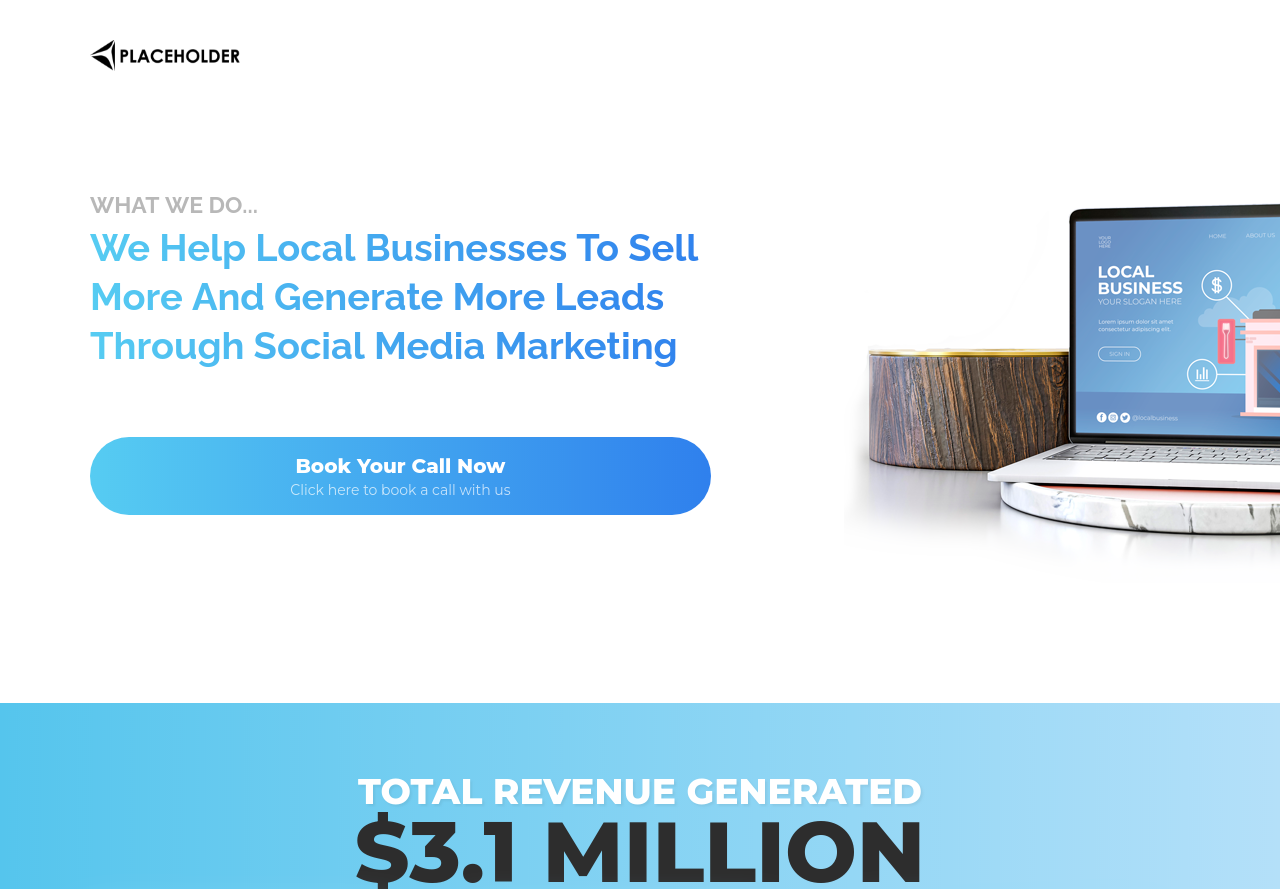 PLACEHOLDER
WHAT WE DO...
We Help Local Businesses To Sell
More And Generate More Leads
Through Social Media Marketing
Book Your Call Now
Click here to book a call with us
YOUR
LOGO
HERE
HOME
ABOUT US
LOCAL
BUSINESS
YOUR SLOGAN HERE
Lorem ipsum dolor sit amet
consectetur adipiscing elit
SIGN IN
@localbusiness
TOTAL REVENUE GENERATED
$3.1 MILLION